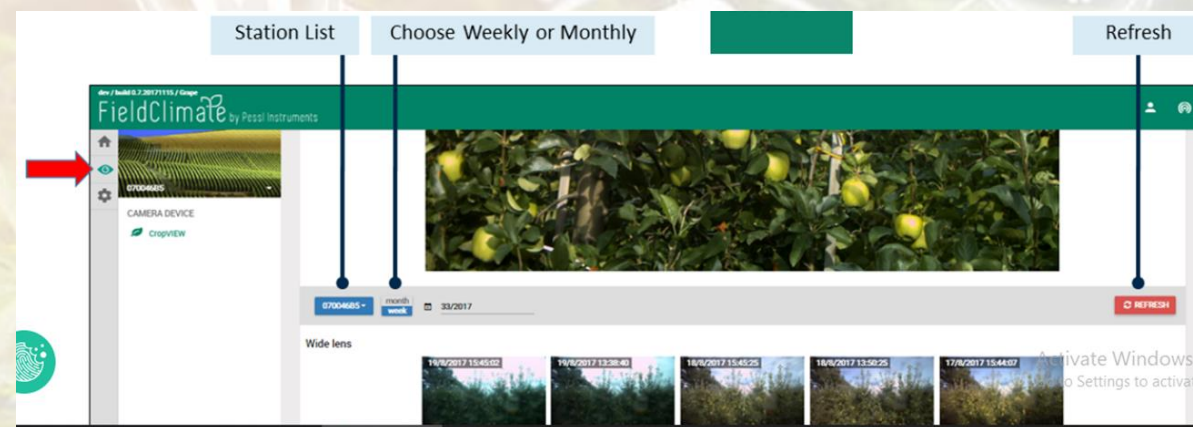 Station List
Choose Weekly or Monthly
Refresh
dev / build 0.7.20171115 / Grape
FieldClimate by Pessl Instruments
070046B5
CAMERA DEVICE
CropVIEW
070046B5
month
week
33/2017
REFRESH
Wide lens
19/8/2017 15:45:02
19/8/2017 13:38:40
18/8/2017 15:45:25
18/8/2017 13:50:25
17/8/2017 15:44:07
Activate Windows
o Settings to activat